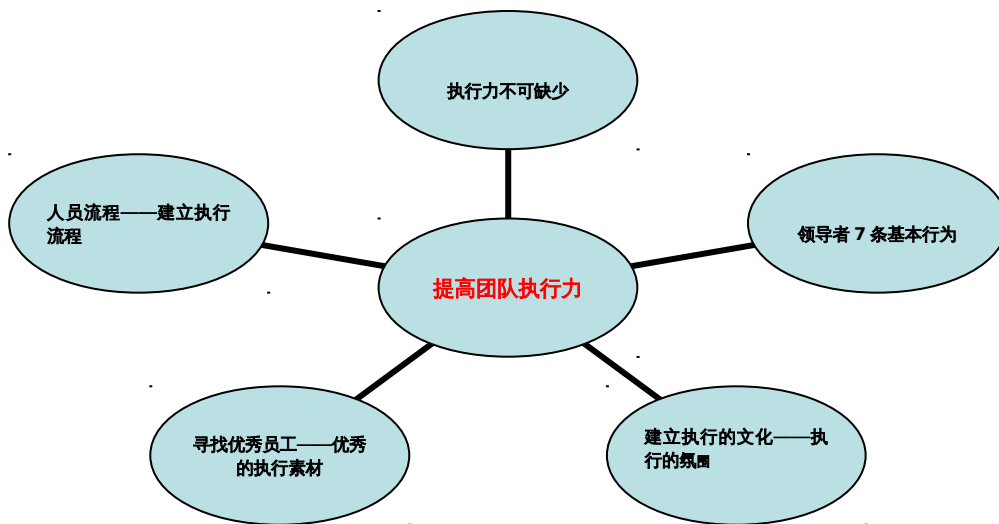 执行力不可缺少
人员流程——建立执行
流程
领导者 7 条基本行为
提高团队执行力
寻找优秀员工——优秀
的执行素材
建立执行的文化——执
行的氛围